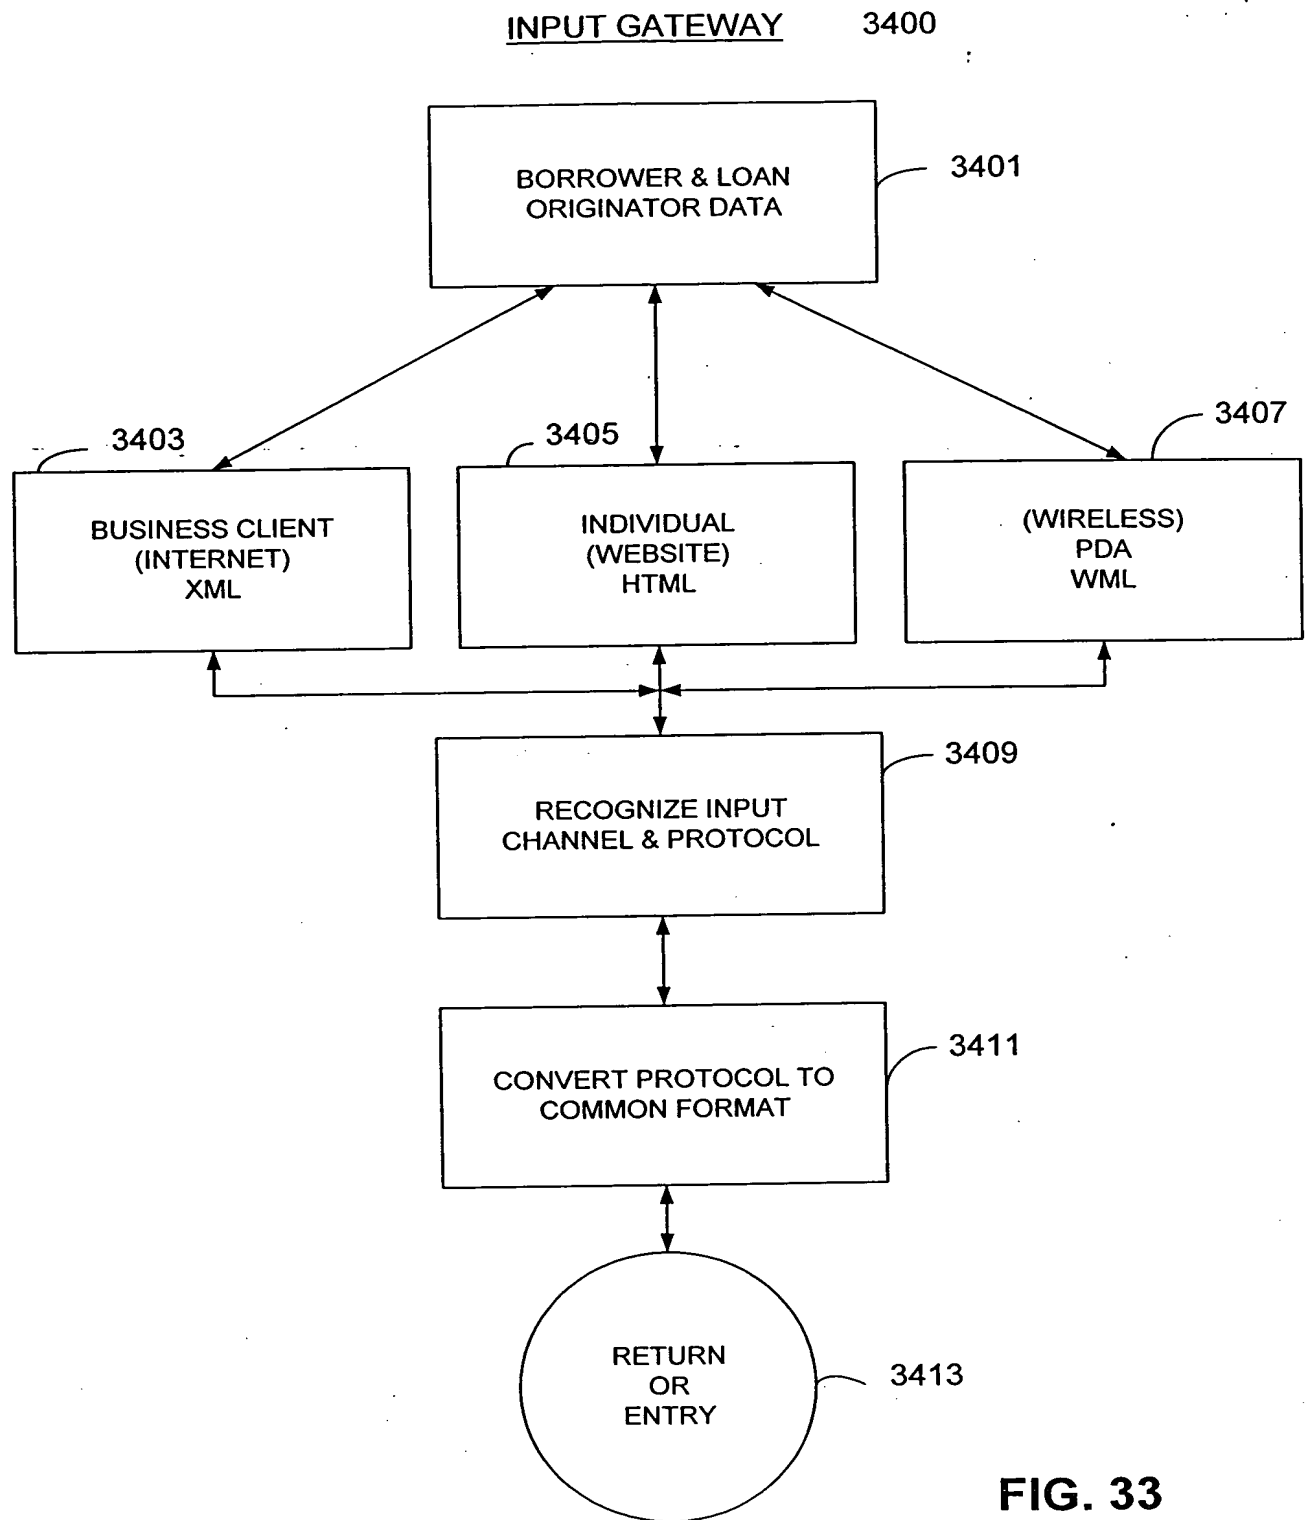 INPUT GATEWAY 3400
BORROWER & LOAN
ORIGINATOR DATA
3401
3403
3405
3407
BUSINESS CLIENT
(INTERNET)
XML
INDIVIDUAL
(WEBSITE)
HTML
(WIRELESS)
PDA
WML
3409
RECOGNIZE INPUT
CHANNEL & PROTOCOL
3411
CONVERT PROTOCOL TO
COMMON FORMAT
RETURN
OR
ENTRY
3413
FIG. 33